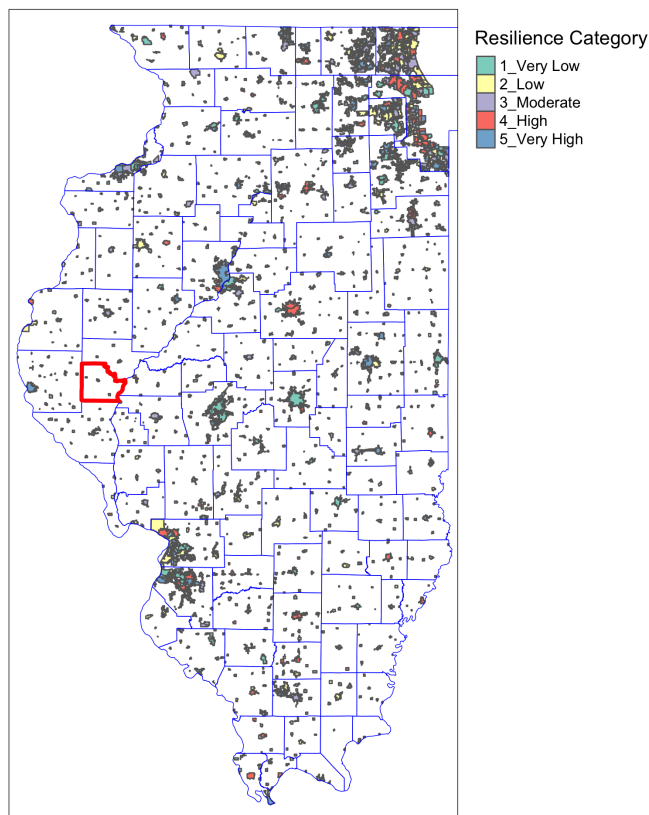 Resilience Category
1_Very Low
2_Low
3_Moderate
4_High
5_Very High